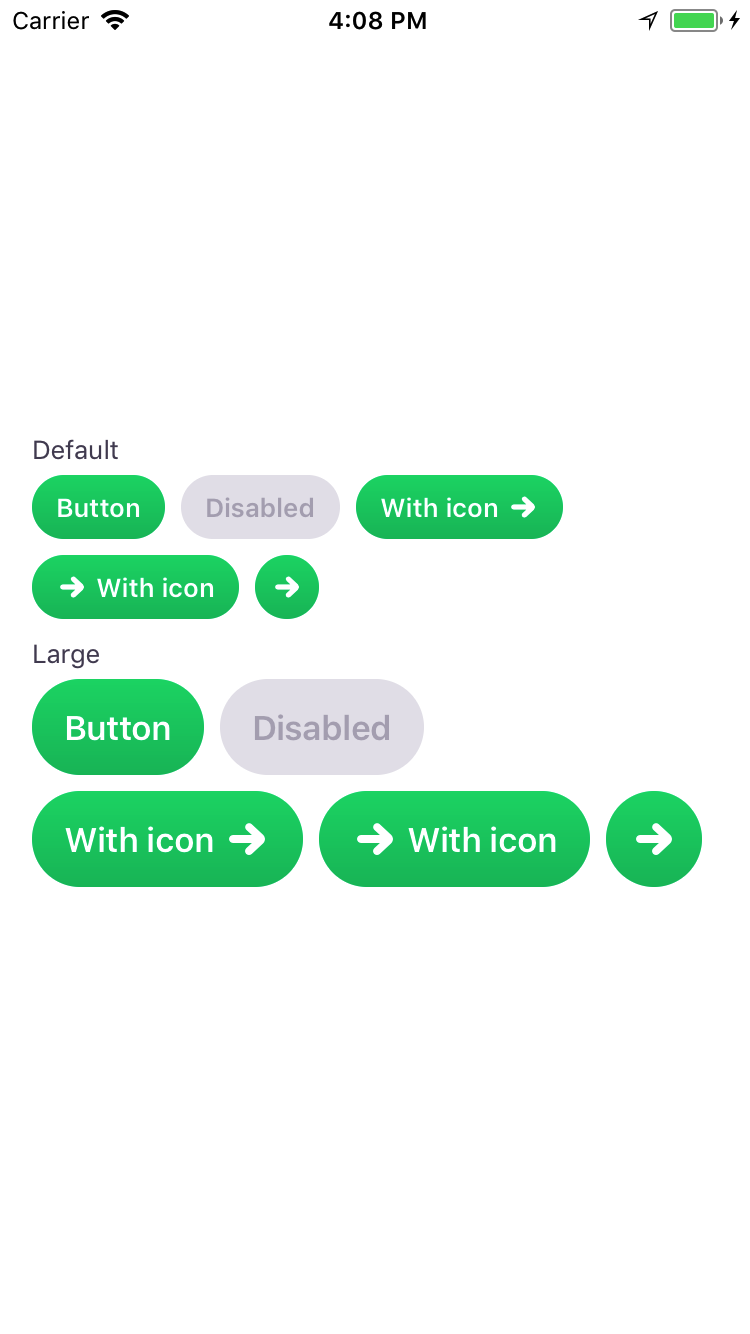 Carrier 4:08 PM
Default
Button Disabled With icon
With icon
Large
Button Disabled
With icon With icon